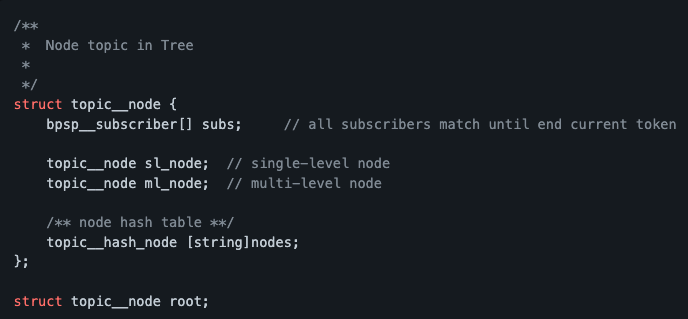 /**
 *  Node topic in Tree
 *
 */
struct topic__node {
    bpsp__subscriber[] subs;     // all subscribers match until end current token
    topic__node sl_node;  // single-level node
    topic__node ml_node;  // multi-level node
    /** node hash table **/
    topic__hash_node [string]nodes;
};
struct topic__node root;